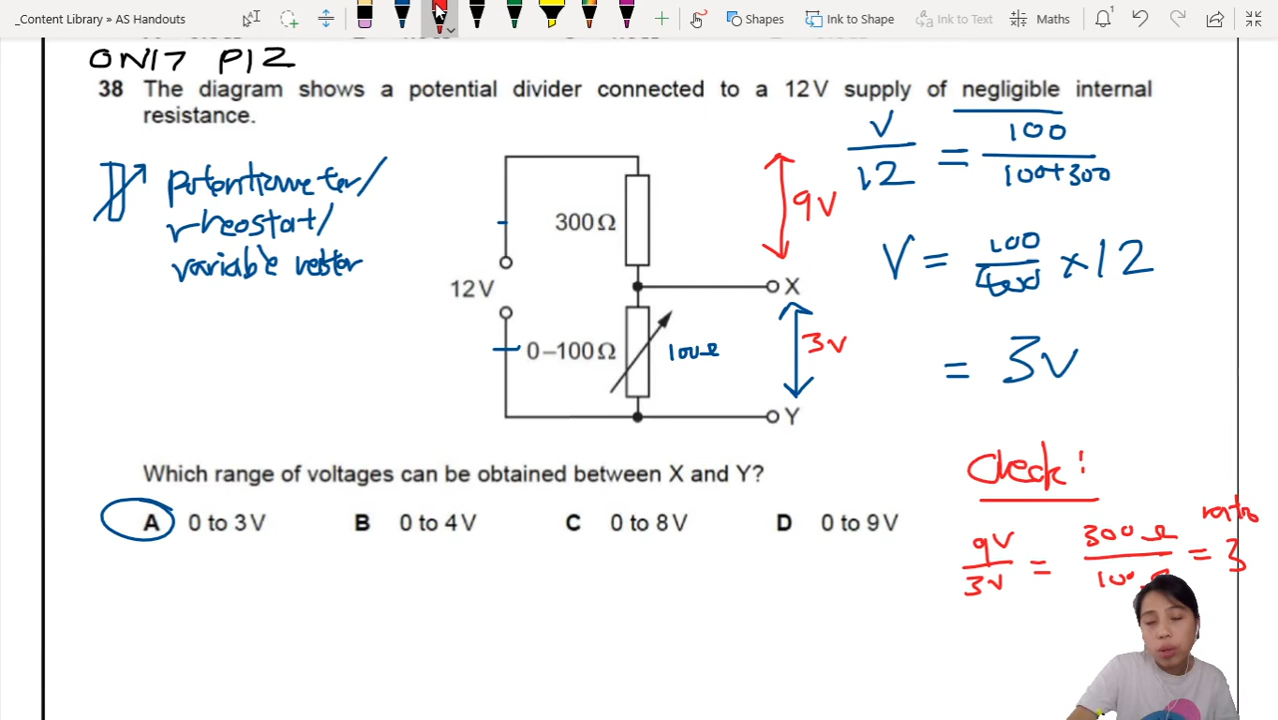 _Content Library » AS Handouts
Shapes
Ink to Shape
Ink to Text
Maths
ON17 P12
38 The diagram shows a potential divider connected to a 12 V supply of negligible internal
resistance.
potentiometer/
rheostat/
variable resistor
300 Ω
12 V
0–100 Ω
100Ω
X
Y
9V
3V
V/12 = 100/100+300
V = 100/400 × 12
= 3V
Which range of voltages can be obtained between X and Y?
A 0 to 3 V B 0 to 4 V C 0 to 8 V D 0 to 9 V
Check!
ratio
9V/3V = 300Ω/100Ω = 3